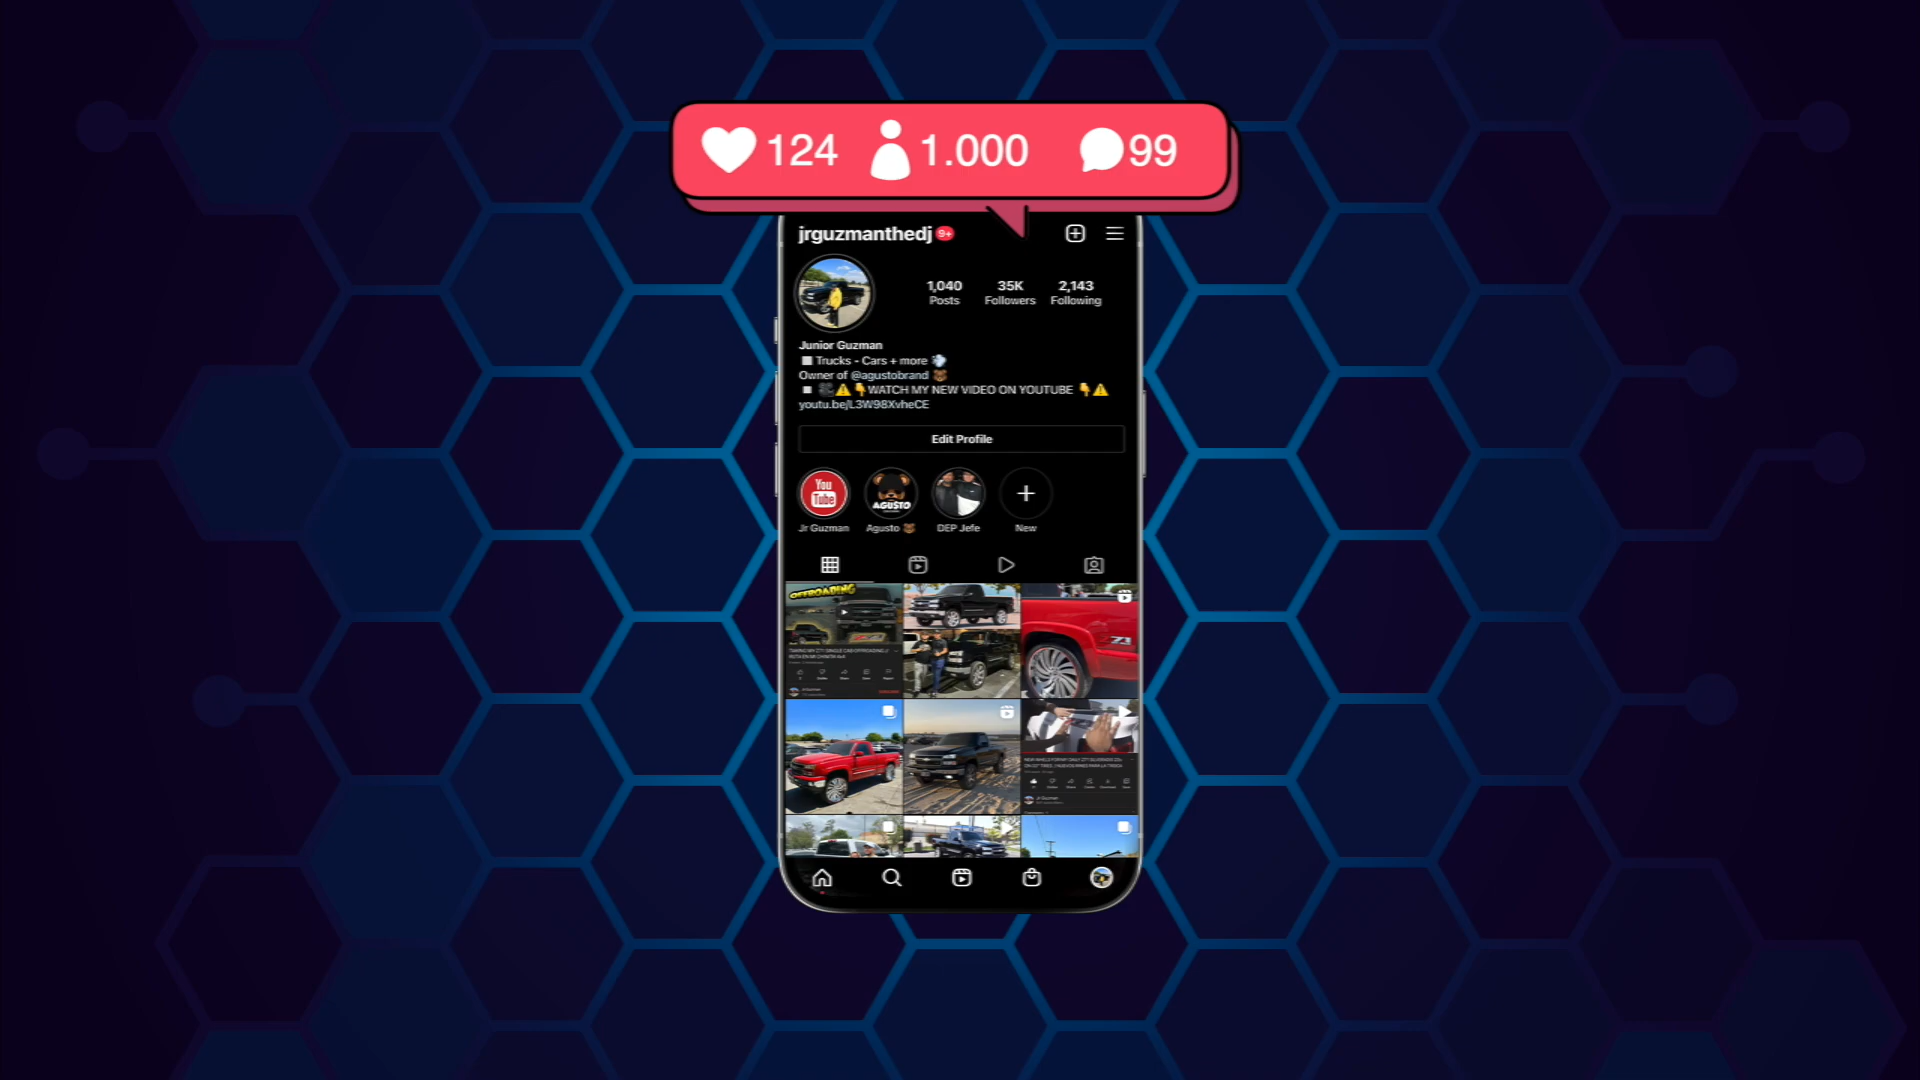 124 1.000 99
jrguzmanthedj 9+
1,040 35K 2,143
Posts Followers Following
Junior Guzman
Trucks - Cars + more
Owner of @agustobrand
WATCH MY NEW VIDEO ON YOUTUBE
youtu.be/L3W98XvheCE
Edit Profile
You
Tube
AGUSTO
Jr Guzman Agusto DEP Jefe New
OFFROADING
Z71